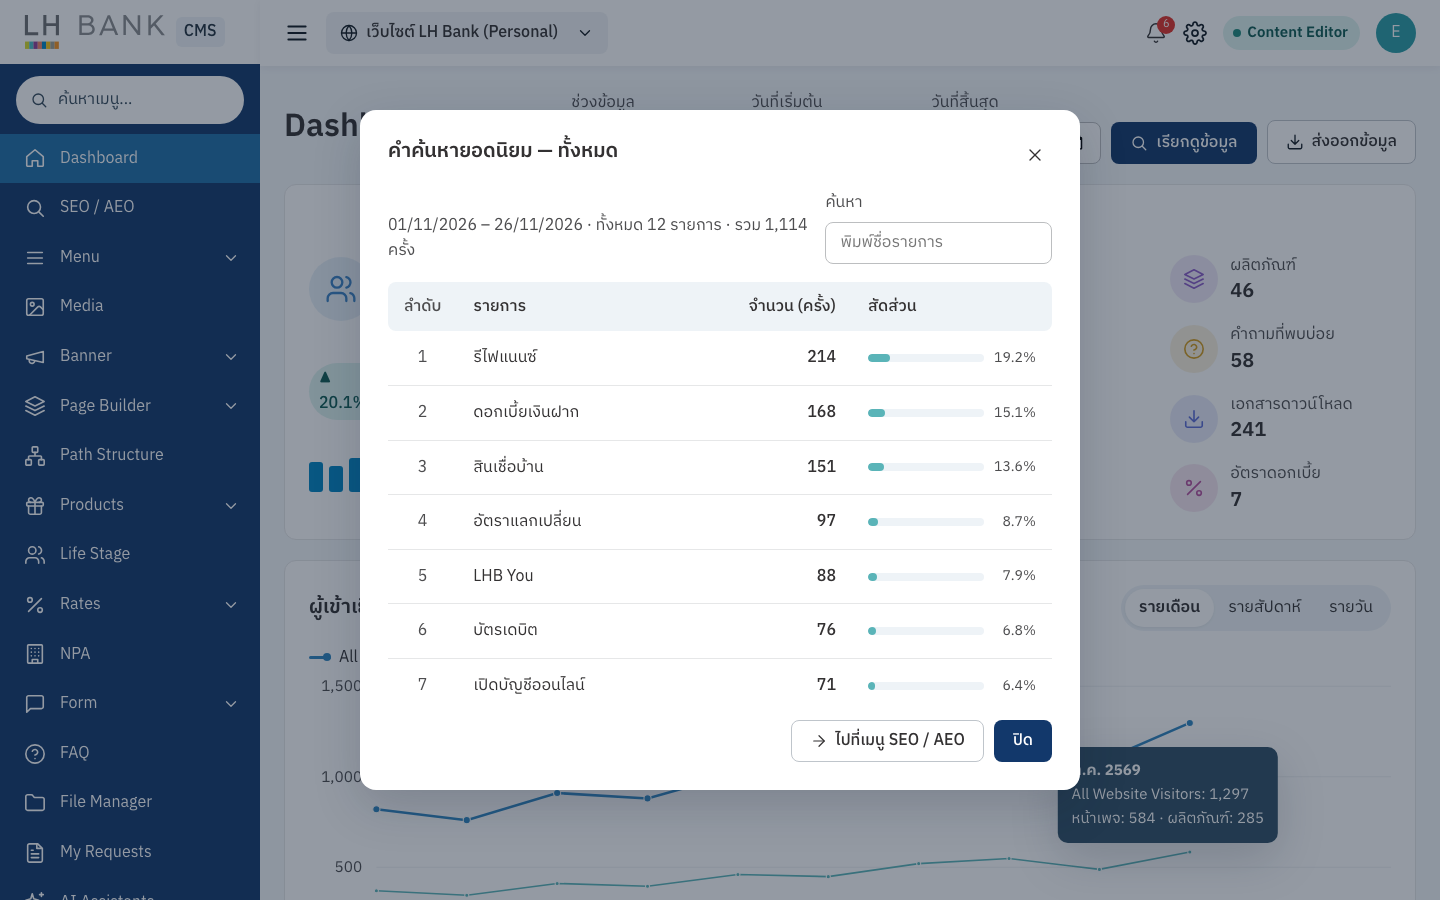 LH BANK CMS
เว็บไซต์ LH Bank (Personal)
6
Content Editor
E
ค้นหาเมนู...
Dashboard
SEO / AEO
Menu
Media
Banner
Page Builder
Path Structure
Products
Life Stage
Rates
NPA
Form
FAQ
File Manager
My Requests
AI Assistants
ช่วงข้อมูล
วันที่เริ่มต้น
วันที่สิ้นสุด
เรียกดูข้อมูล
ส่งออกข้อมูล
20.1%
ผลิตภัณฑ์
46
คำถามที่พบบ่อย
58
เอกสารดาวน์โหลด
241
อัตราดอกเบี้ย
7
รายเดือน
รายสัปดาห์
รายวัน
All
1,500
1,000
500
ค. 2569
All Website Visitors: 1,297
หน้าเพจ: 584 · ผลิตภัณฑ์: 285
คำค้นหายอดนิยม — ทั้งหมด
01/11/2026 – 26/11/2026 · ทั้งหมด 12 รายการ · รวม 1,114
ครั้ง
ค้นหา
พิมพ์ชื่อรายการ
ลำดับ รายการ จำนวน (ครั้ง) สัดส่วน
1 รีไฟแนนซ์ 214 19.2%
2 ดอกเบี้ยเงินฝาก 168 15.1%
3 สินเชื่อบ้าน 151 13.6%
4 อัตราแลกเปลี่ยน 97 8.7%
5 LHB You 88 7.9%
6 บัตรเดบิต 76 6.8%
7 เปิดบัญชีออนไลน์ 71 6.4%
ไปที่เมนู SEO / AEO
ปิด